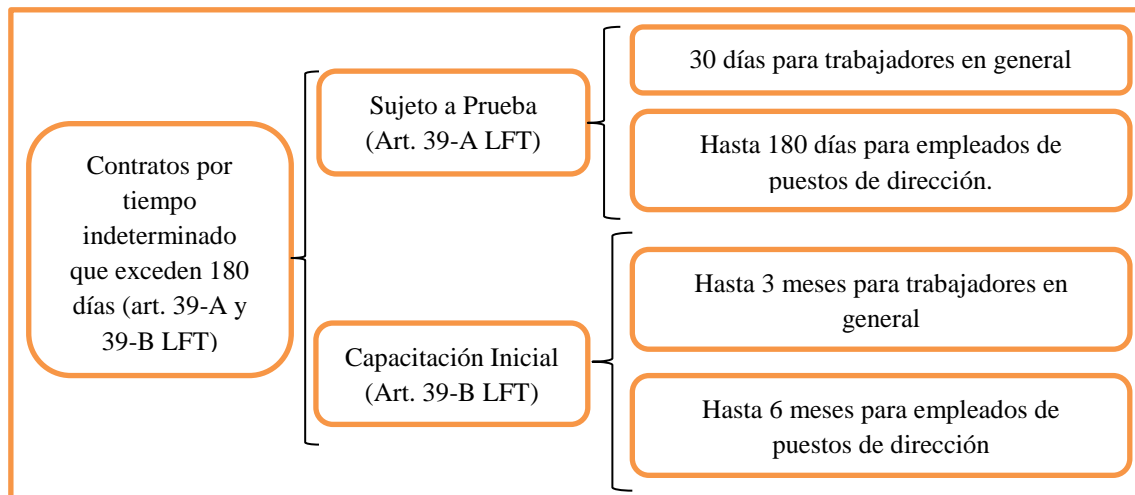 Contratos por
tiempo
indeterminado
que exceden 180
días (art. 39-A y
39-B LFT)
Sujeto a Prueba
(Art. 39-A LFT)
30 días para trabajadores en general
Hasta 180 días para empleados de
puestos de dirección.
Capacitación Inicial
(Art. 39-B LFT)
Hasta 3 meses para trabajadores en
general
Hasta 6 meses para empleados de
puestos de dirección